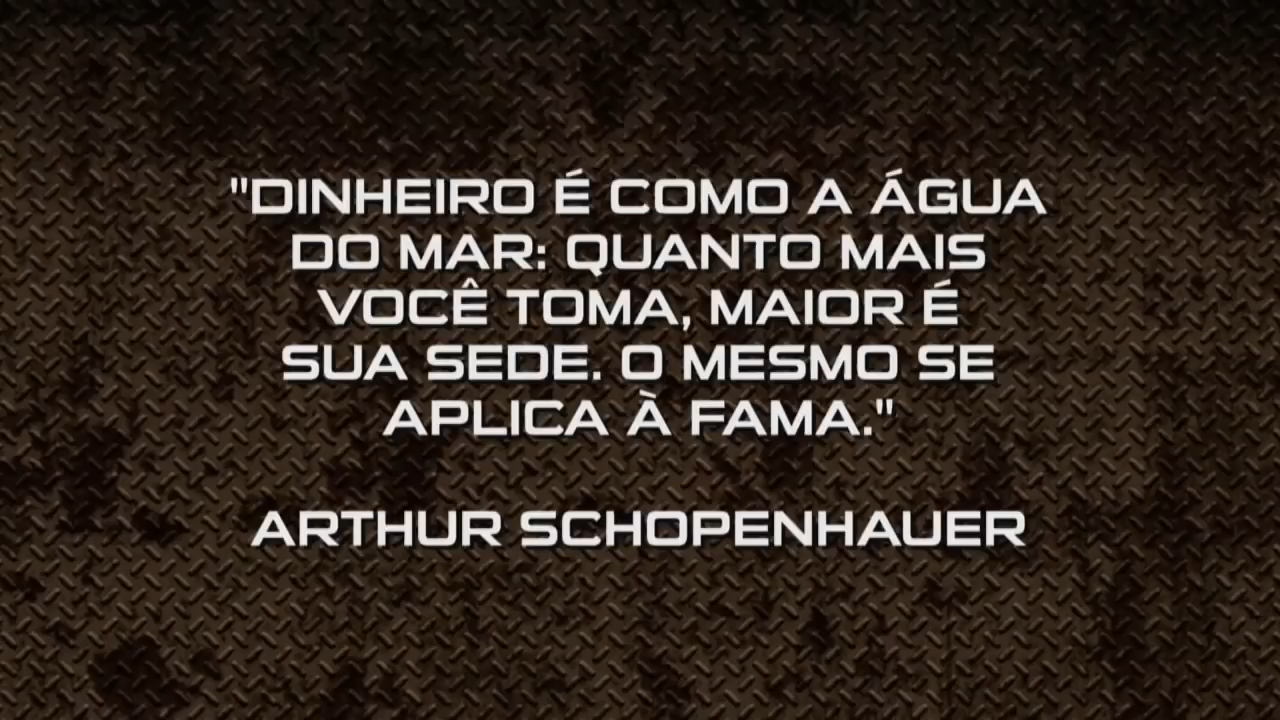 "DINHEIRO É COMO A ÁGUA
DO MAR: QUANTO MAIS
VOCÊ TOMA, MAIOR É
SUA SEDE. O MESMO SE
APLICA À FAMA."
ARTHUR SCHOPENHAUER